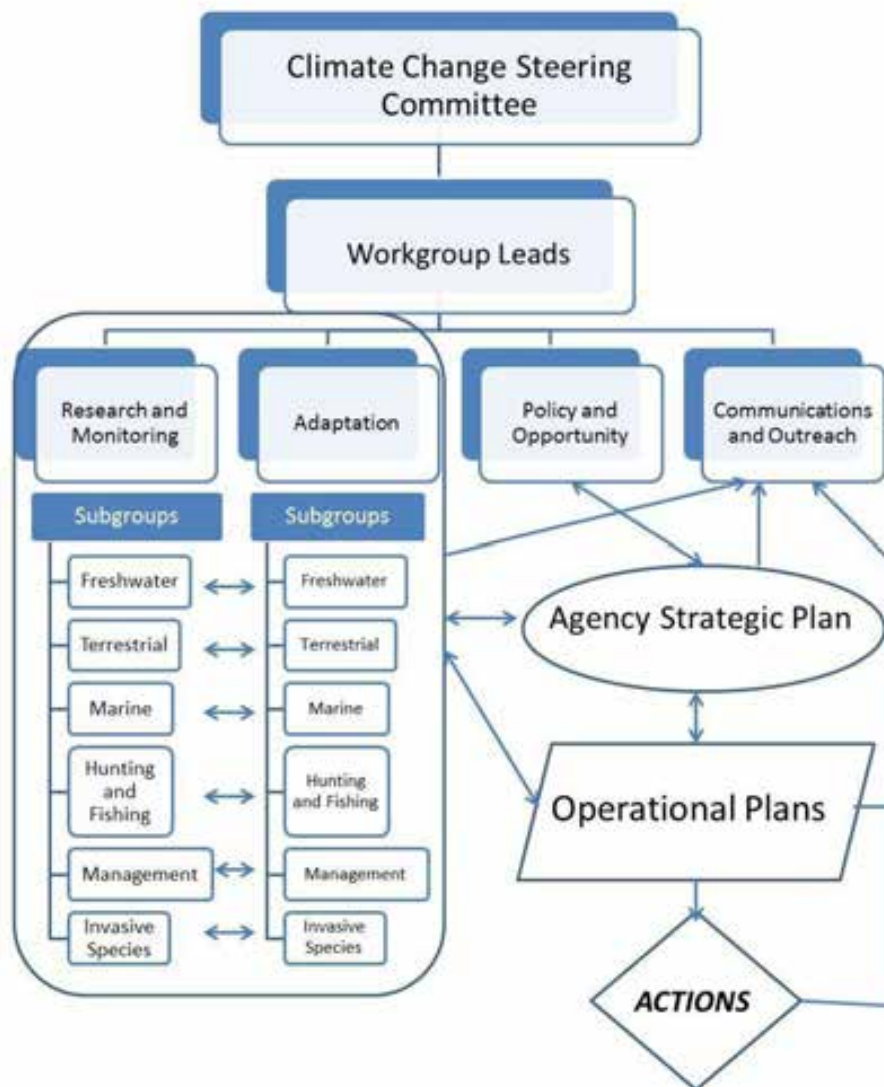 Climate Change Steering
Committee
Workgroup Leads
Research and
Monitoring
Adaptation
Policy and
Opportunity
Communications
and Outreach
Subgroups
Subgroups
Freshwater
Freshwater
Terrestrial
Terrestrial
Marine
Marine
Hunting
and
Fishing
Hunting
and Fishing
Management
Management
Invasive
Species
Invasive
Species
Agency Strategic Plan
Operational Plans
ACTIONS